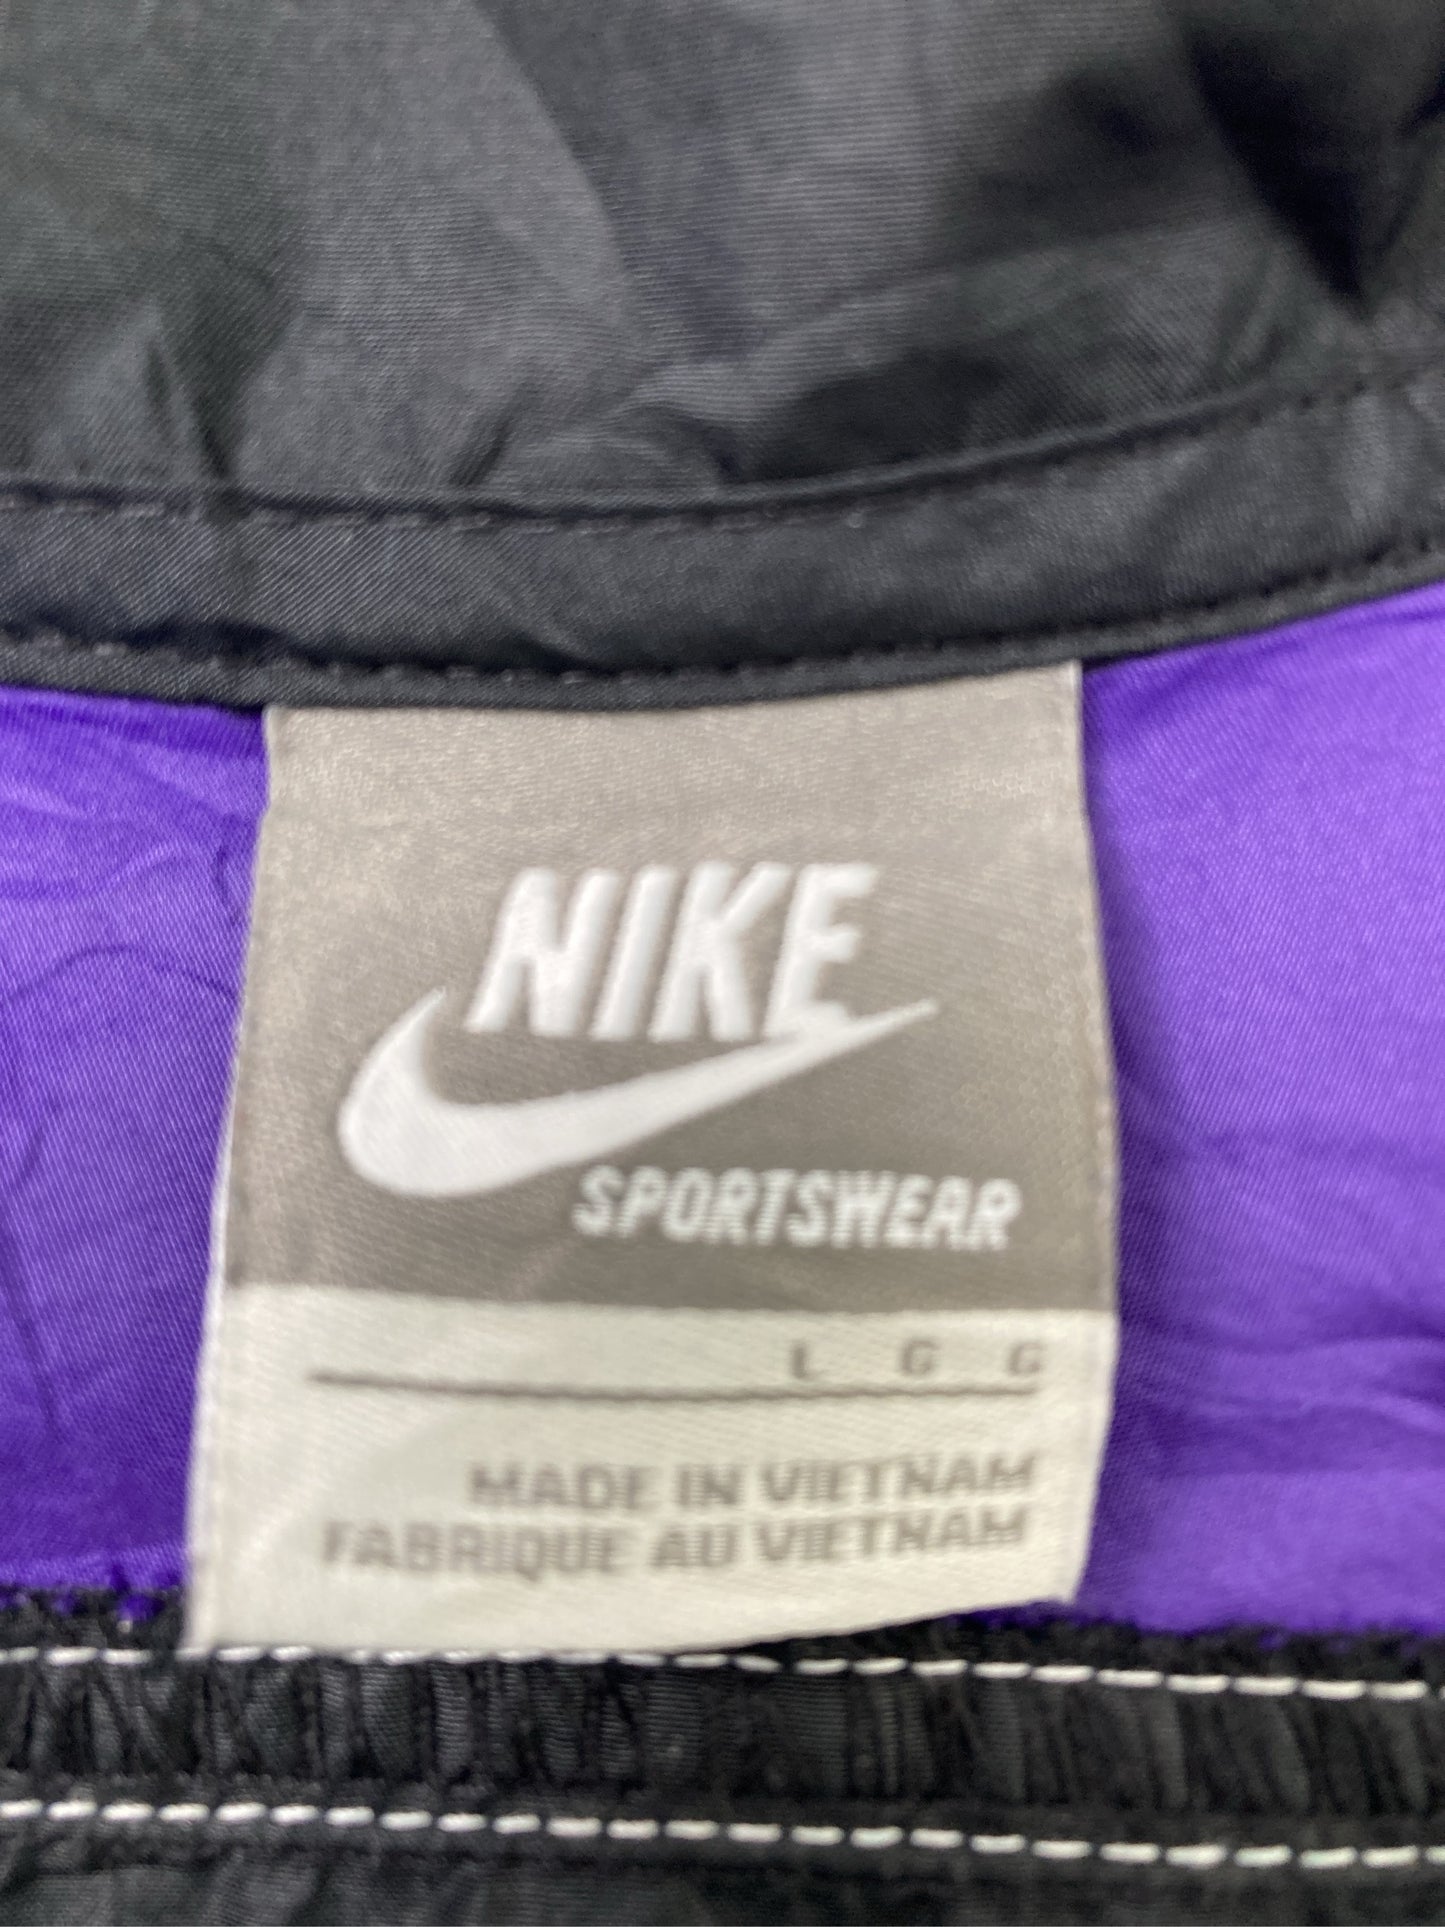 NIKE
SPORTSWEAR
L G G
MADE IN VIETNAM
FABRIQUE AU VIETNAM